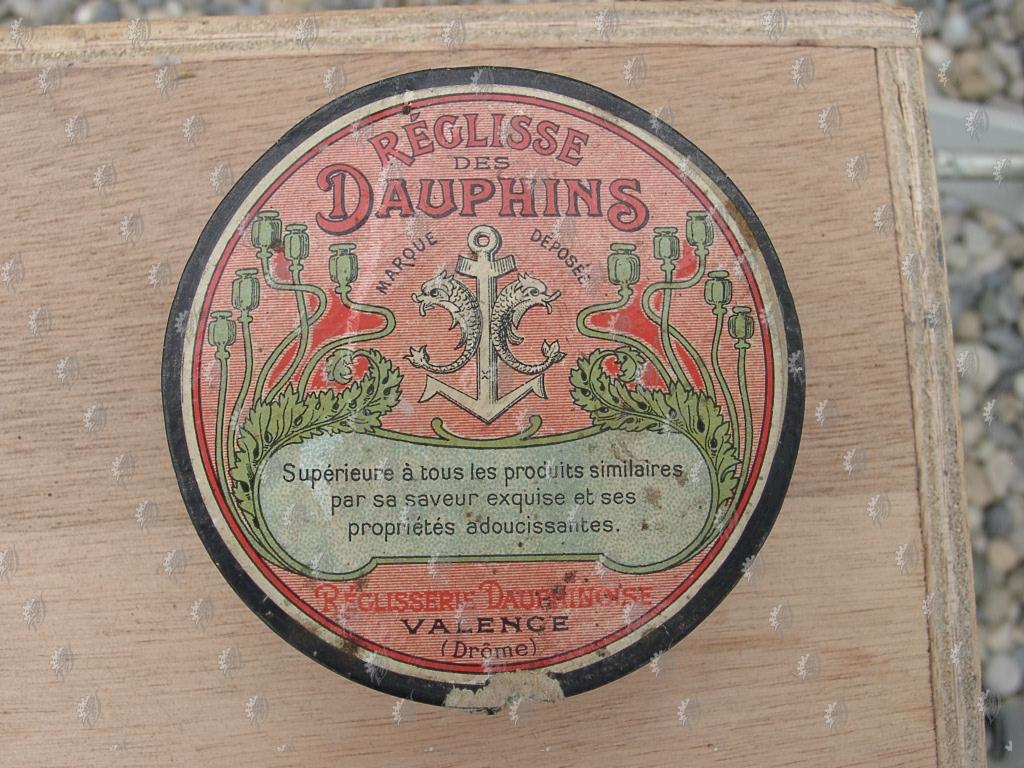 RÉGLISSE
DES
DAUPHINS
MARQUE DÉPOSÉE
Supérieure à tous les produits similaires
par sa saveur exquise et ses
propriétés adoucissantes.
RÉGLISSERIE DAUPHINOISE
VALENCE
(Drôme)